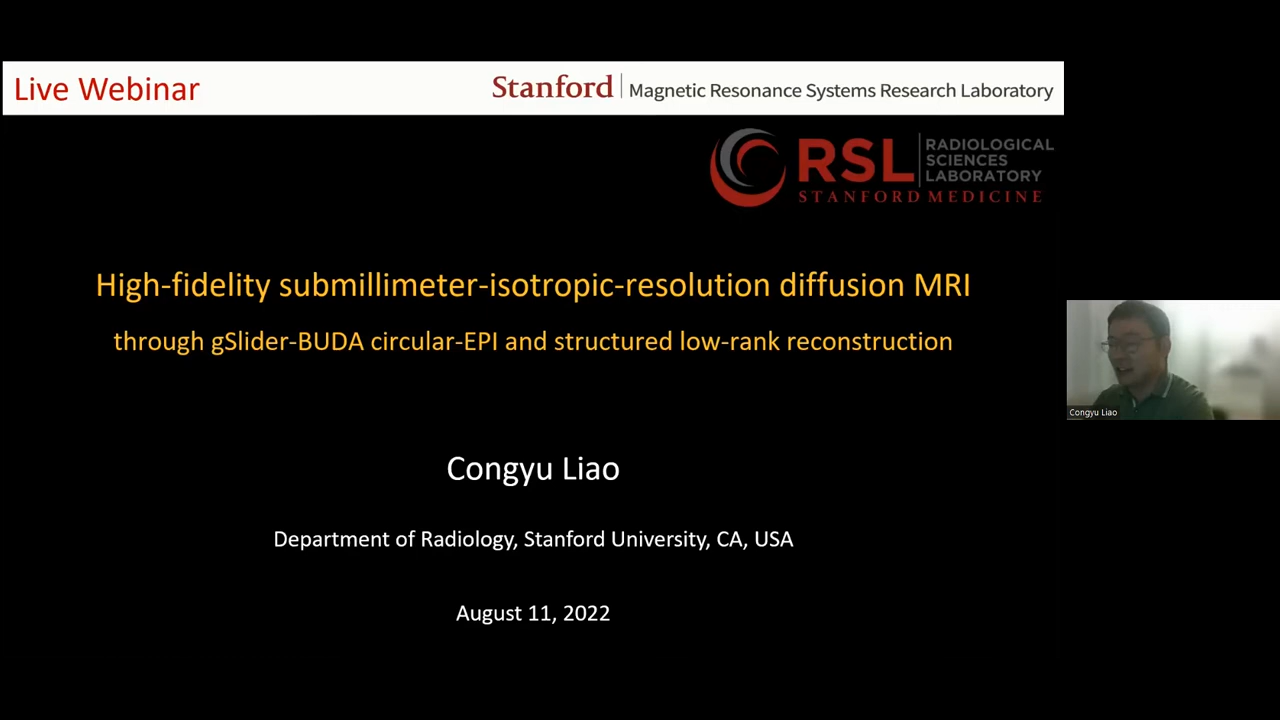 Live Webinar
Stanford | Magnetic Resonance Systems Research Laboratory
RSL
RADIOLOGICAL
SCIENCES
LABORATORY
STANFORD MEDICINE
High-fidelity submillimeter-isotropic-resolution diffusion MRI
through gSlider-BUDA circular-EPI and structured low-rank reconstruction
Congyu Liao
Congyu Liao
Department of Radiology, Stanford University, CA, USA
August 11, 2022